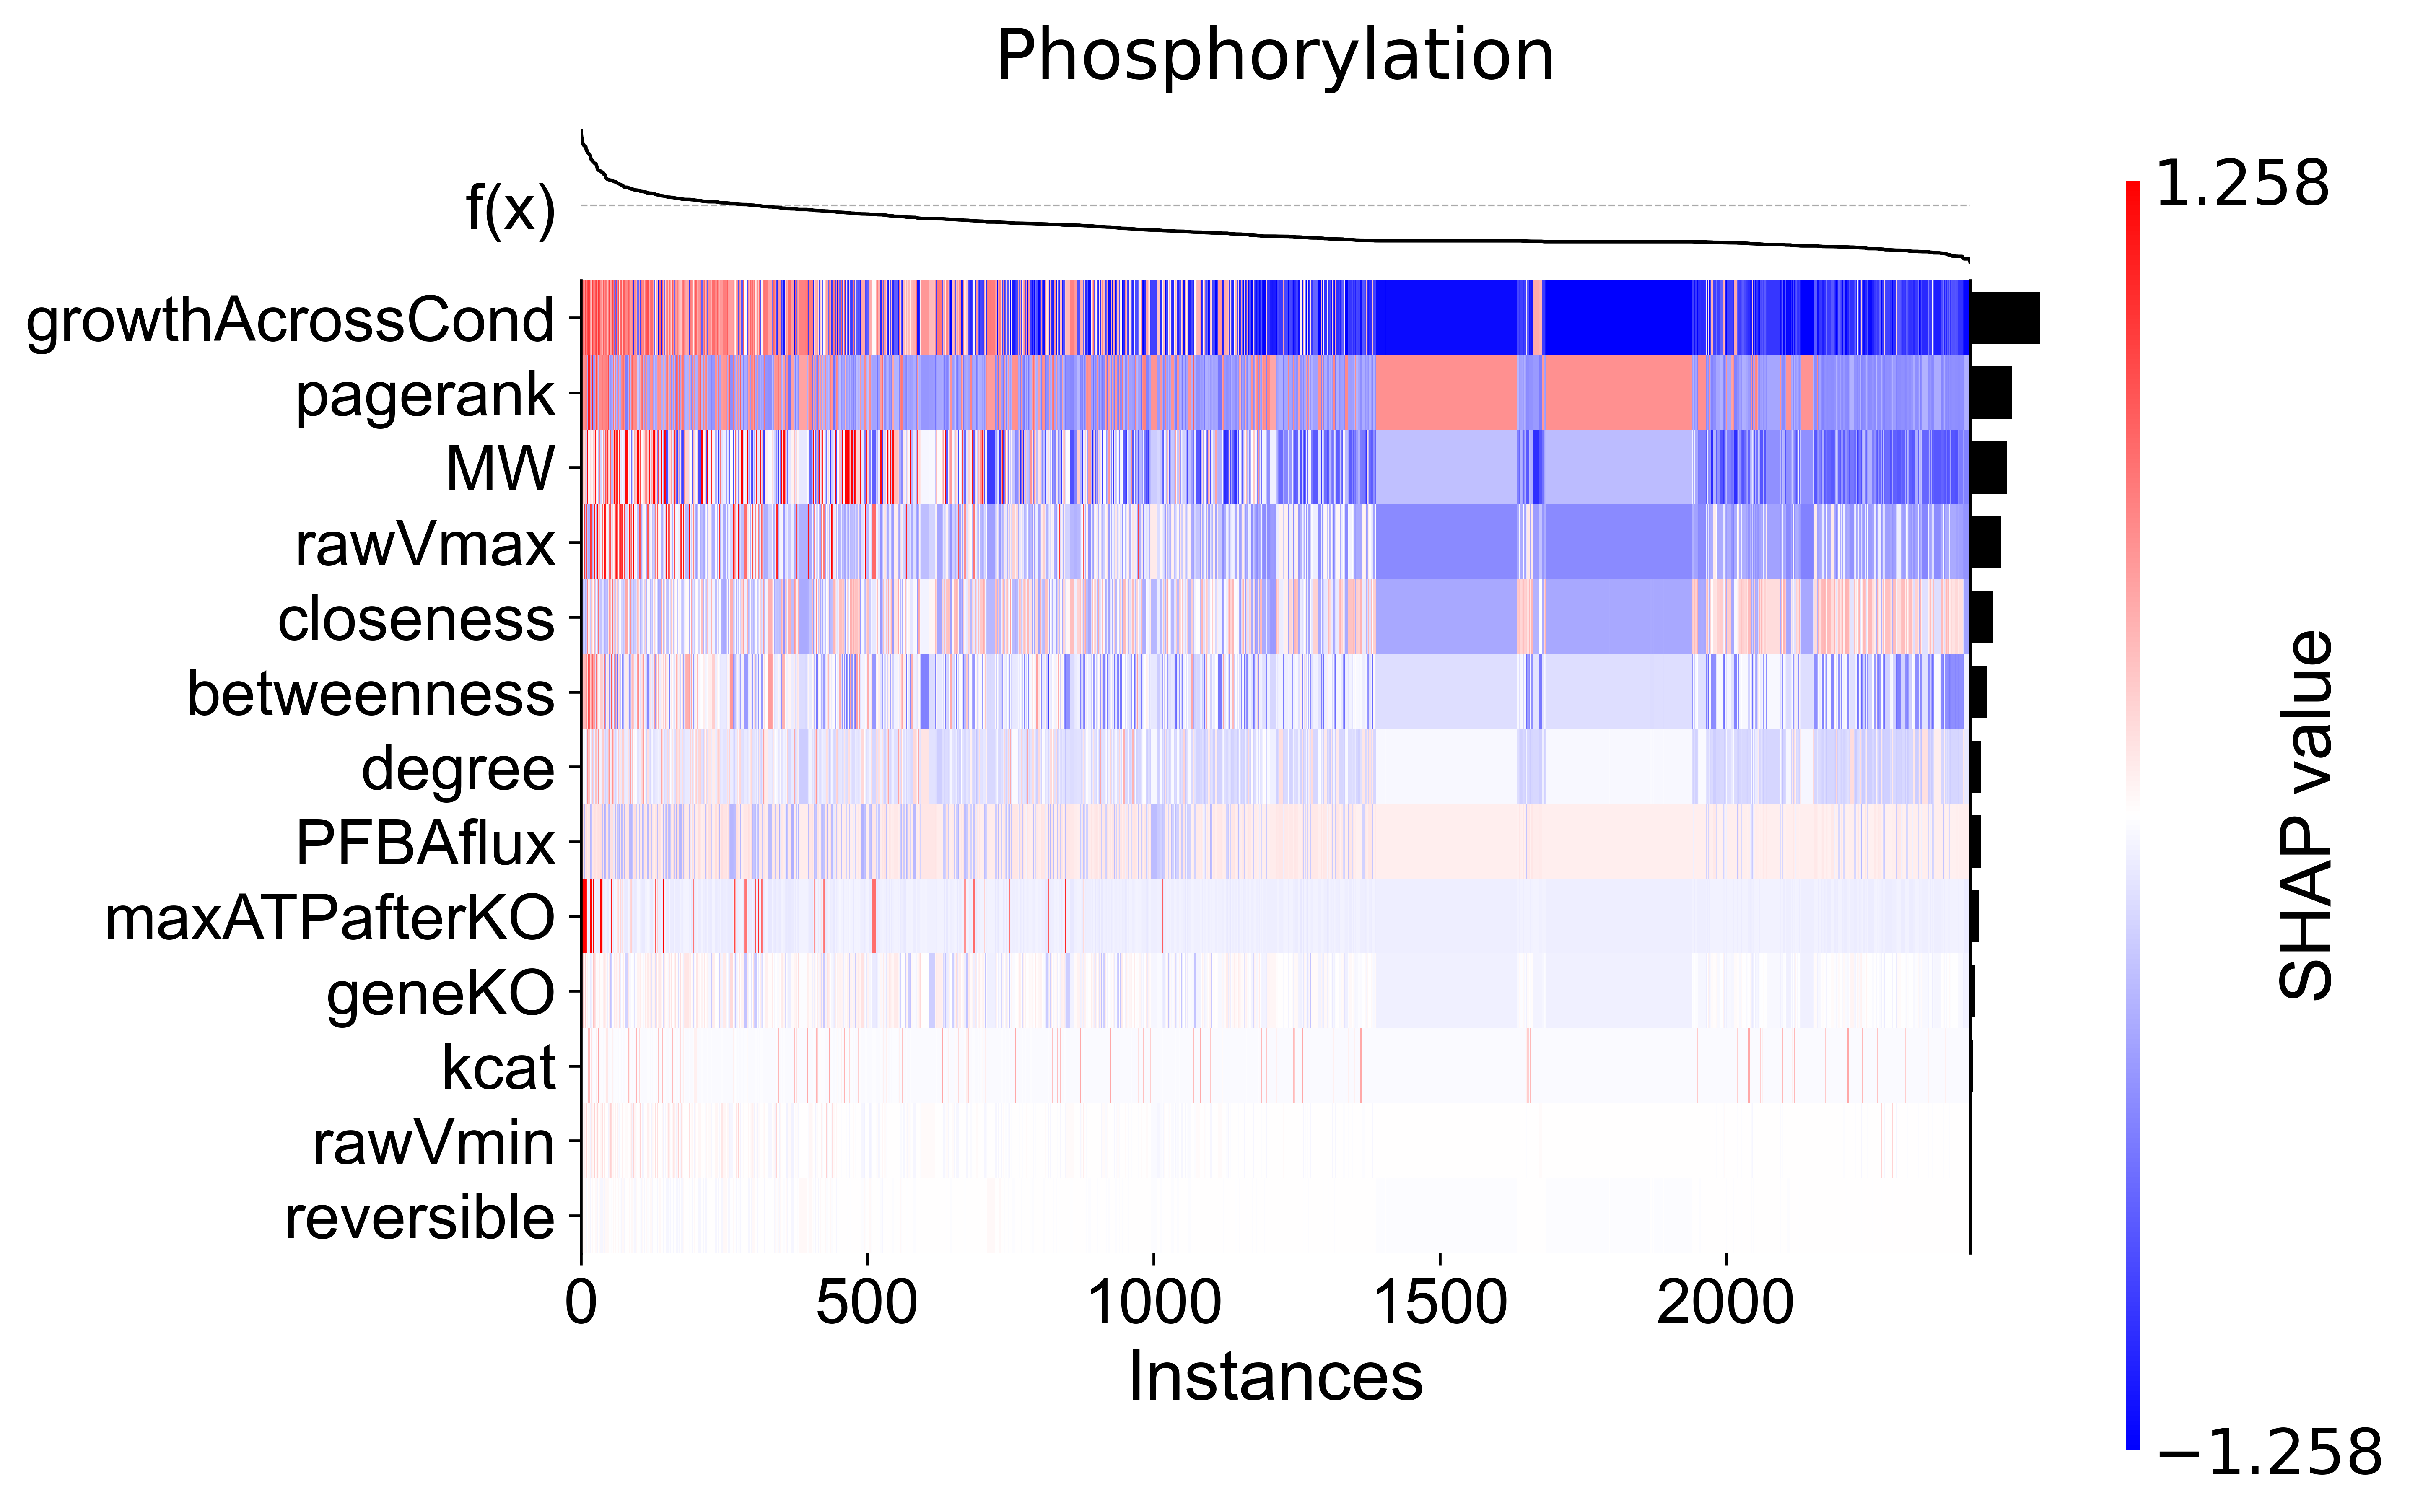 Phosphorylation
f(x)
growthAcrossCond
pagerank
MW
rawVmax
closeness
betweenness
degree
PFBAflux
maxATPafterKO
geneKO
kcat
rawVmin
reversible
0 500 1000 1500 2000
Instances
1.258
SHAP value
−1.258